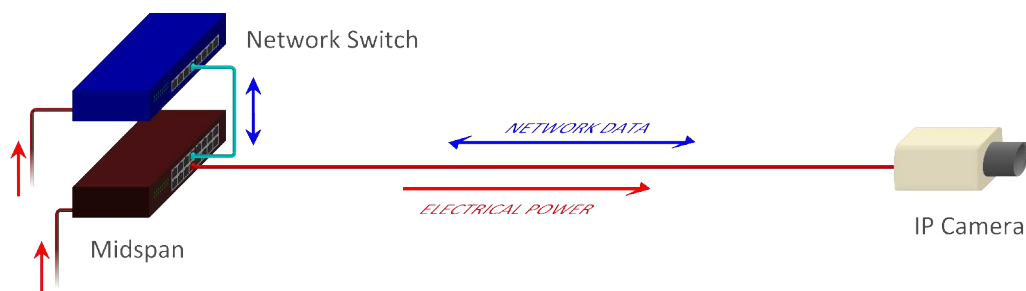 Network Switch
NETWORK DATA
ELECTRICAL POWER
IP Camera
Midspan